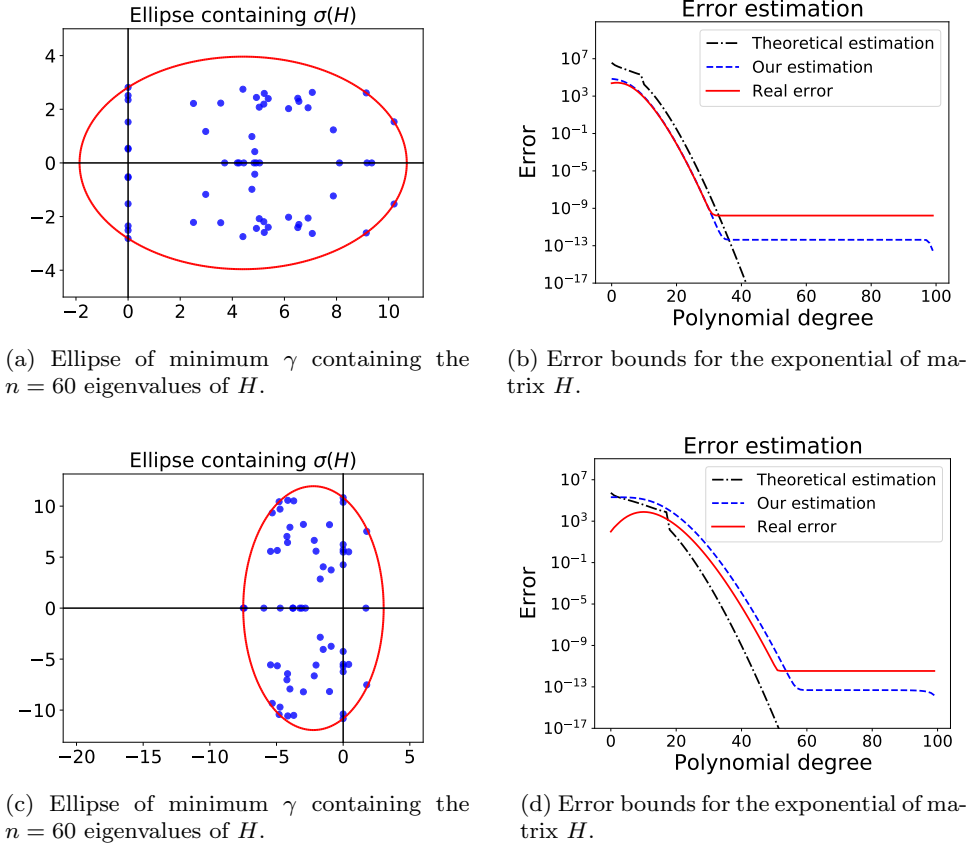 Ellipse containing σ(H)
4
2
0
−2
−4
−2 0 2 4 6 8 10
(a) Ellipse of minimum γ containing the
n = 60 eigenvalues of H.
Error estimation
Theoretical estimation
Our estimation
Real error
10^7
10^3
10^−1
10^−5
10^−9
10^−13
10^−17
Error
0 20 40 60 80 100
Polynomial degree
(b) Error bounds for the exponential of ma-
trix H.
Ellipse containing σ(H)
10
5
0
−5
−10
−20 −15 −10 −5 0 5
(c) Ellipse of minimum γ containing the
n = 60 eigenvalues of H.
Error estimation
Theoretical estimation
Our estimation
Real error
10^7
10^3
10^−1
10^−5
10^−9
10^−13
10^−17
Error
0 20 40 60 80 100
Polynomial degree
(d) Error bounds for the exponential of ma-
trix H.